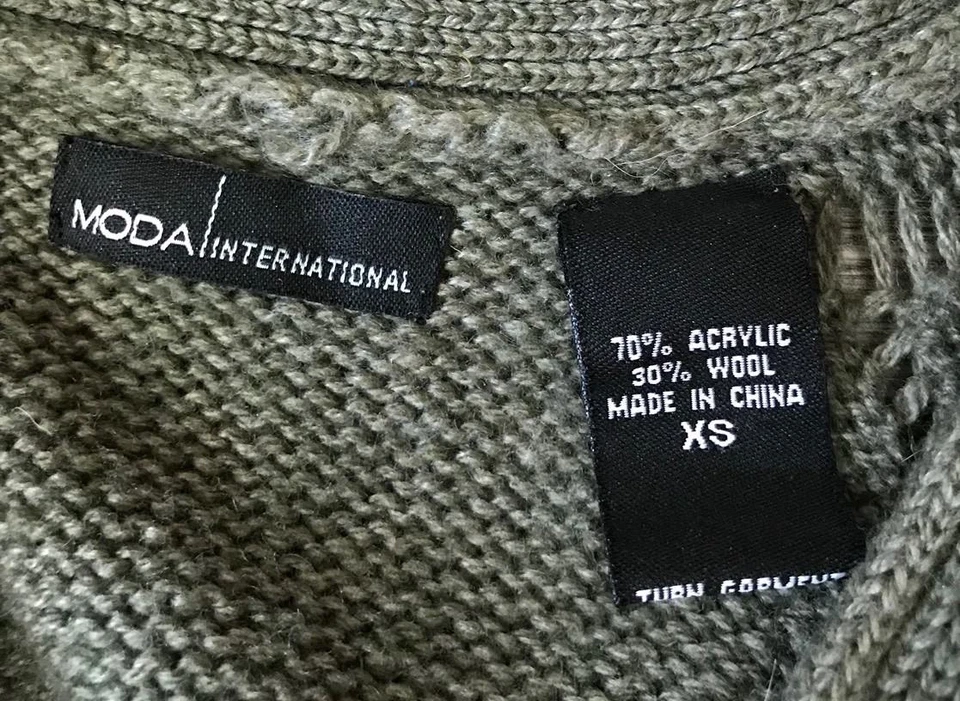 MODA INTERNATIONAL
70% ACRYLIC
30% WOOL
MADE IN CHINA
XS
TURN GARMENT